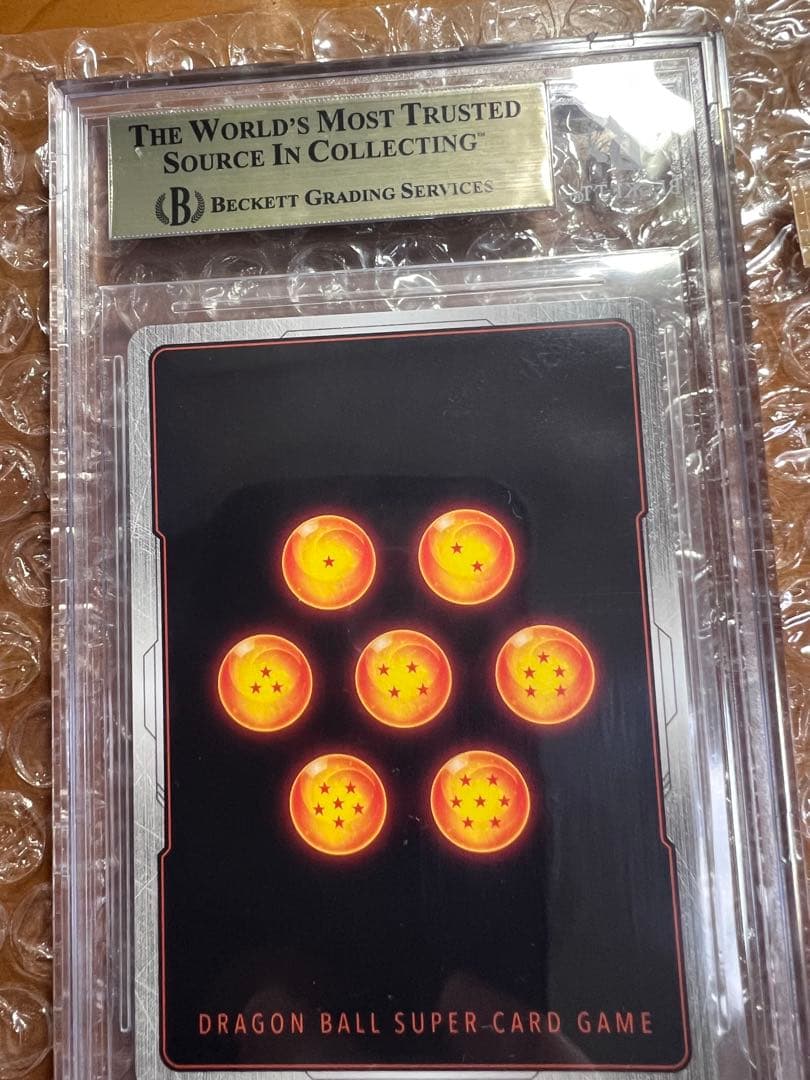 THE WORLD'S MOST TRUSTED
SOURCE IN COLLECTING™
B BECKETT GRADING SERVICES
DRAGON BALL SUPER CARD GAME